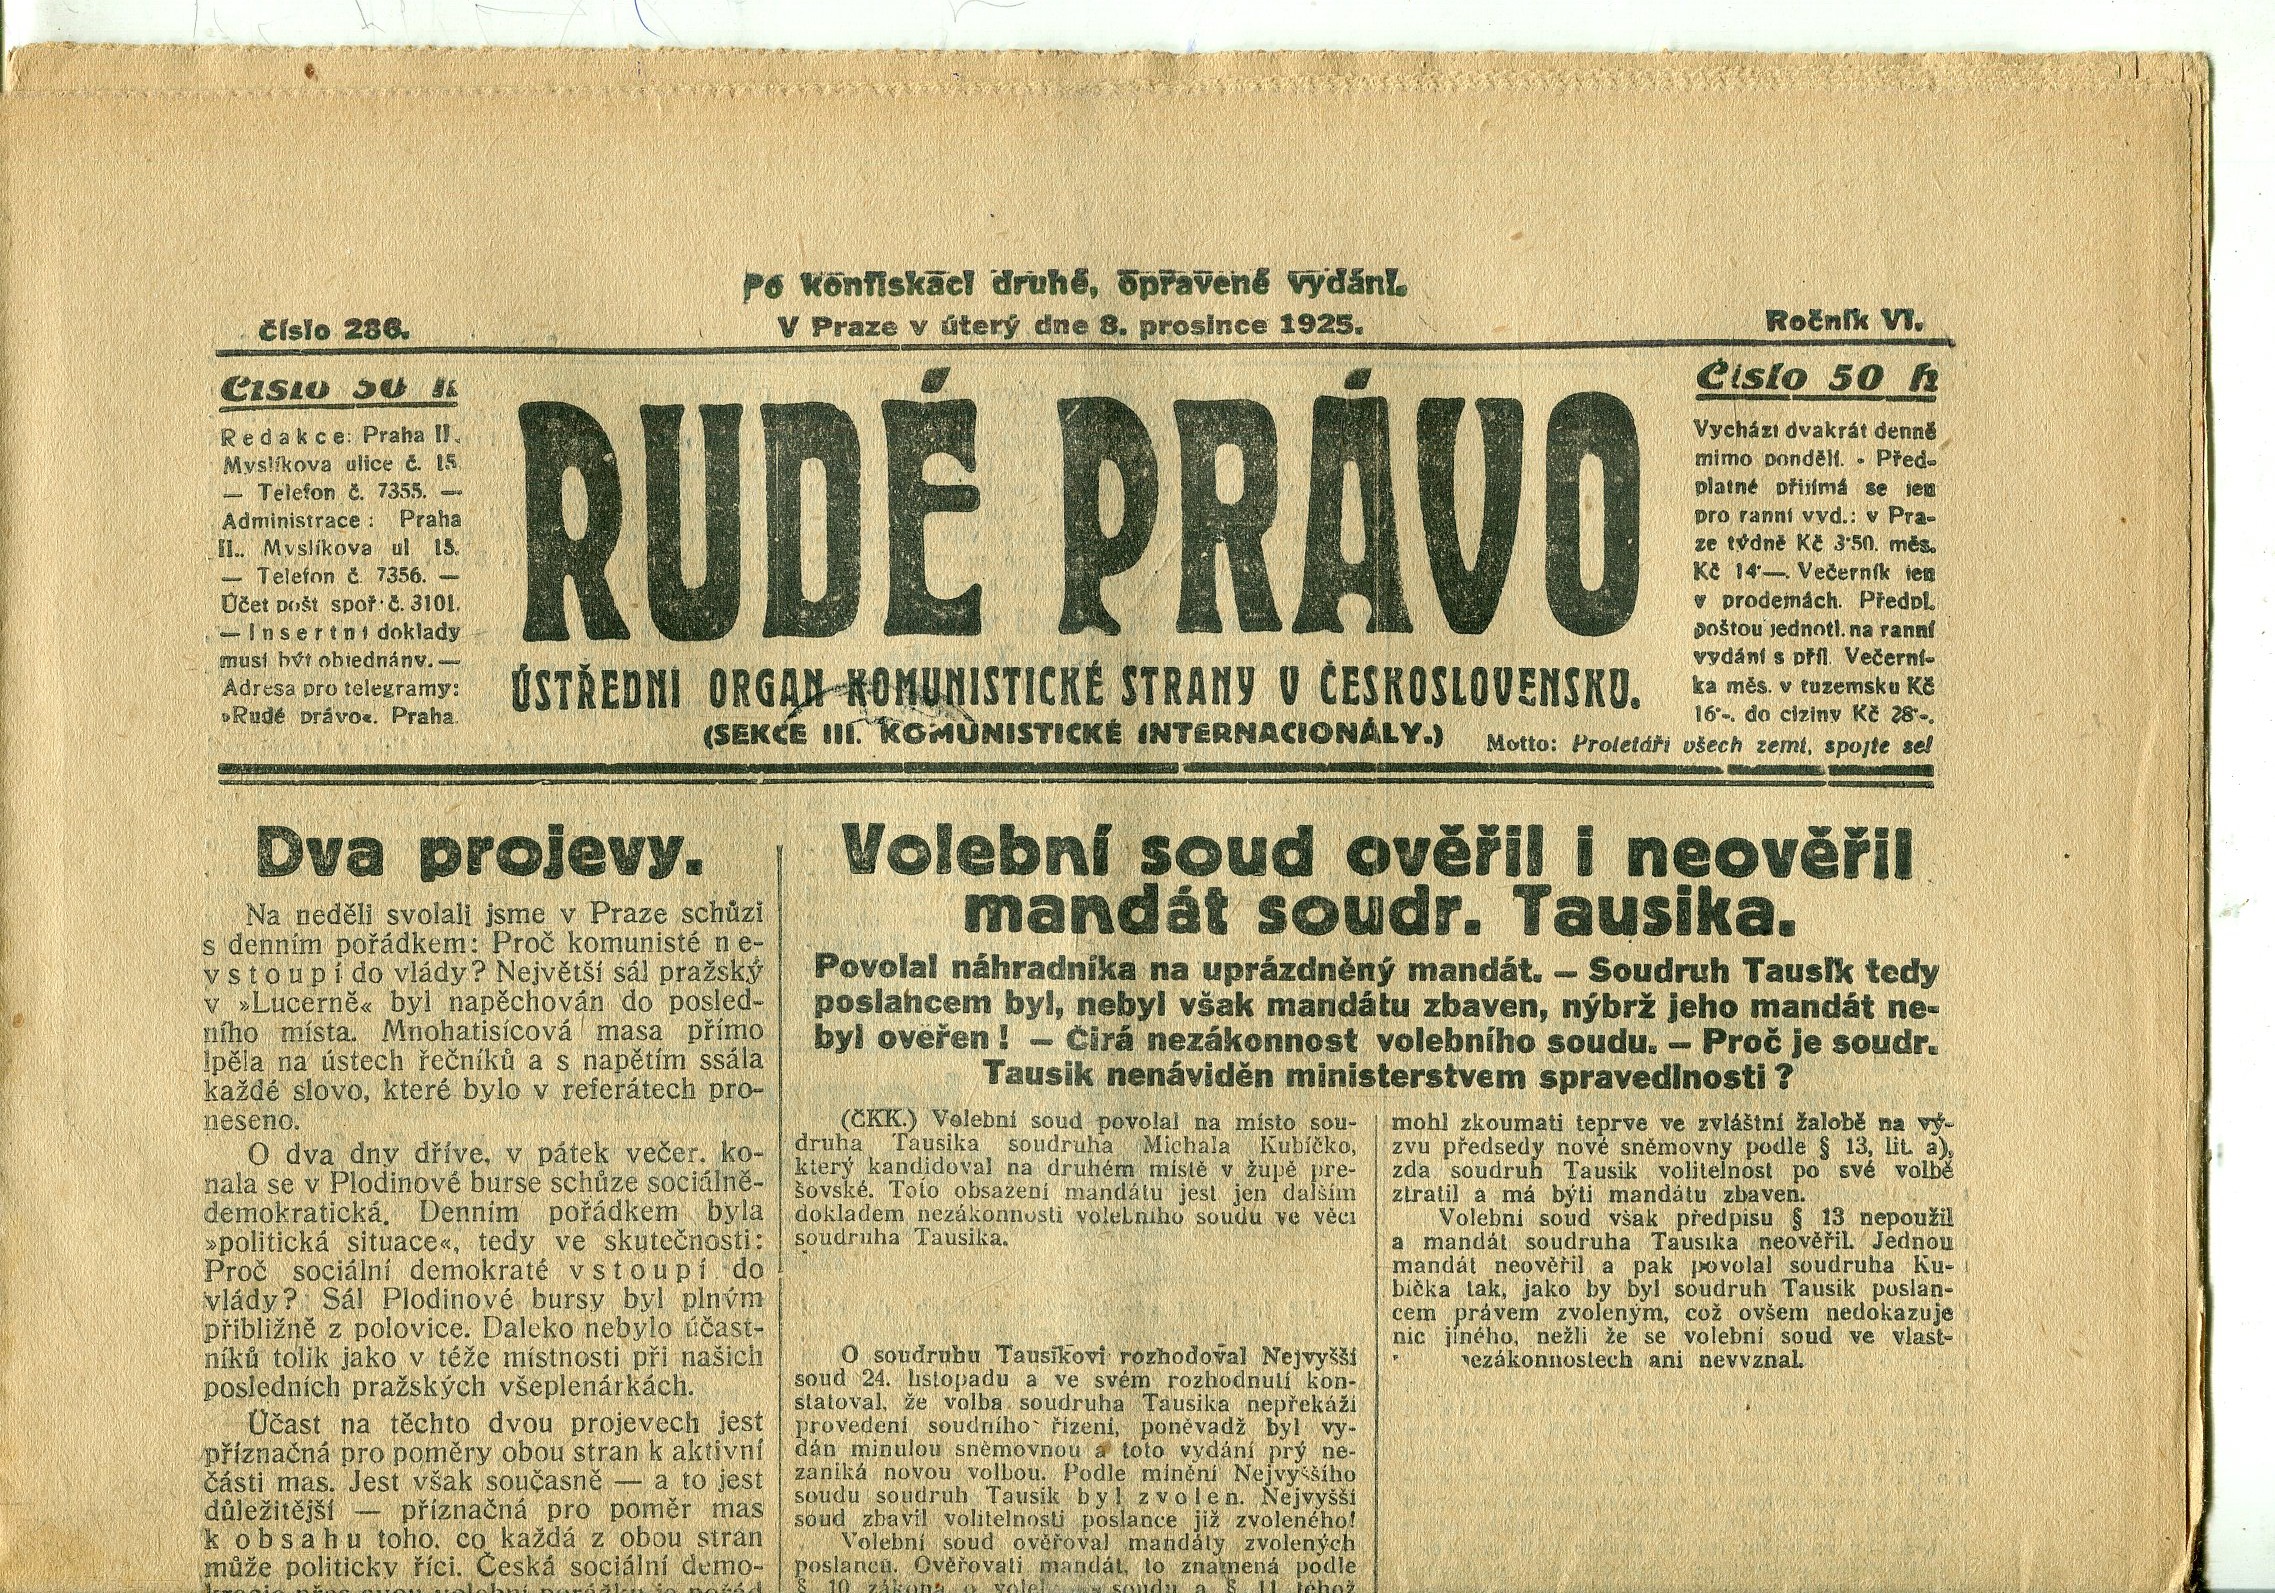 Po konfiskaci druhé, opravené vydání.
číslo 286.
V Praze v úterý dne 8. prosince 1925.
Ročník VI.
Číslo 50 h
Redakce: Praha II.
Myslíkova ulice č. 15
— Telefon č. 7355. —
Administrace: Praha
II.. Myslíkova ul 15.
— Telefon č. 7356. —
Účet pošt spoř. č. 3101.
— Insertní doklady
musí být objednány. —
Adresa pro telegramy:
»Rudé právo«. Praha.
RUDÉ PRÁVO
ÚSTŘEDNÍ ORGAN KOMUNISTICKÉ STRANY V ČESKOSLOVENSKU.
(SEKCE III. KOMUNISTICKÉ INTERNACIONÁLY.)
Motto: Proletáři všech zemí, spojte se!
Číslo 50 h
Vychází dvakrát denně
mimo pondělí. - Před-
platné přijímá se jen
pro ranní vyd.: v Pra-
ze týdně Kč 3·50. měs.
Kč 14·—. Večerník jen
v prodejnách. Předpl.
poštou jednotl. na ranní
vydání s příl. Večerní-
ka měs. v tuzemsku Kč
16·-. do ciziny Kč 28·-.
Dva projevy.
Na neděli svolali jsme v Praze schůzi
s denním pořádkem: Proč komunisté ne-
vstoupí do vlády? Největší sál pražský
v »Lucerně« byl napěchován do posled-
ního místa. Mnohatisícová masa přímo
lpěla na ústech řečníků a s napětím ssála
každé slovo, které bylo v referátech pro-
neseno.
O dva dny dříve, v pátek večer, ko-
nala se v Plodinové burse schůze sociálně-
demokratická. Denním pořádkem byla
»politická situace«, tedy ve skutečnosti:
Proč sociální demokraté vstoupí do
vlády? Sál Plodinové bursy byl plným
přibližně z polovice. Daleko nebylo účast-
níků tolik jako v téže místnosti při našich
posledních pražských všeplenárkách.
Účast na těchto dvou projevech jest
příznačná pro poměry obou stran k aktivní
části mas. Jest však současně — a to jest
důležitější — příznačná pro poměr mas
k obsahu toho, co každá z obou stran
může politicky říci. Česká sociální demo-
Volební soud ověřil i neověřil
mandát soudr. Tausika.
Povolal náhradníka na uprázdněný mandát. — Soudruh Tausik tedy
poslancem byl, nebyl však mandátu zbaven, nýbrž jeho mandát ne-
byl oveřen! — Čirá nezákonnost volebního soudu. — Proč je soudr.
Tausik nenáviděn ministerstvem spravedlnosti?
(ČKK.) Volební soud povolal na místo sou-
druha Tausika soudruha Michala Kubíčko,
který kandidoval na druhém místě v župě pre-
šovské. Toto obsazení mandátu jest jen dalším
dokladem nezákonnosti volebního soudu ve věci
soudruha Tausika.
O soudruhu Tausíkovi rozhodoval Nejvyšší
soud 24. listopadu a ve svém rozhodnutí kon-
statoval, že volba soudruha Tausika nepřekáží
provedení soudního řízení, poněvadž byl vy-
dán minulou sněmovnou a toto vydání prý ne-
zaniká novou volbou. Podle mínění Nejvyššího
soudu soudruh Tausik byl zvolen. Nejvyšší
soud zbavil volitelnosti poslance již zvoleného!
Volební soud ověřoval mandáty zvolených
poslanců. Ověřovati mandát, to znamená podle
§ 10 zákona o soudu a § 11 téhož
mohl zkoumati teprve ve zvláštní žalobě na vý-
zvu předsedy nové sněmovny podle § 13, lit. a),
zda soudruh Tausik volitelnost po své volbě
ztratil a má býti mandátu zbaven.
Volební soud však předpisu § 13 nepoužil
a mandát soudruha Tausika neověřil. Jednou
mandát neověřil a pak povolal soudruha Ku-
bíčka tak, jako by byl soudruh Tausik poslan-
cem právem zvoleným, což ovšem nedokazuje
nic jiného, nežli že se volební soud ve vlast-
nezákonnostech ani nevyznal.